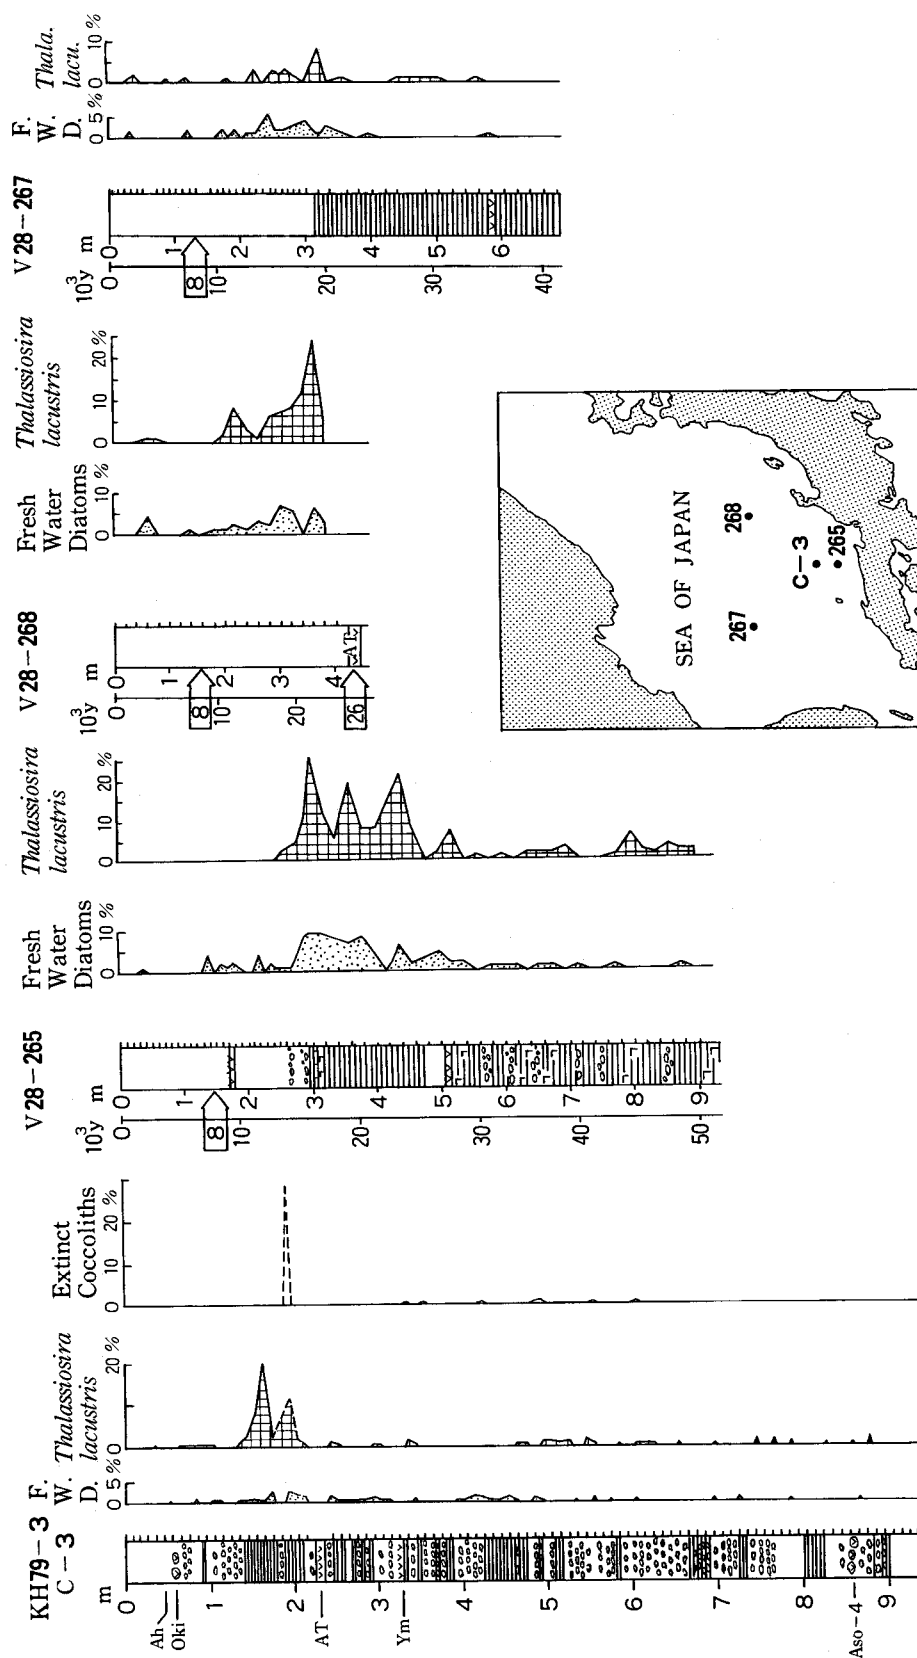 KH79-3
C-3
m
0
1
2
3
4
5
6
7
8
9
Ah
Oki
AT
Ym
Aso-4
F.
W.
D.
0 5%
Thalassiosira
lacustris
0 20 %
Extinct
Coccoliths
0 10 20 %
V28-265
10³y m
0
8
10
20
30
40
50
0
1
2
3
4
5
6
7
8
9
Fresh
Water
Diatoms
0 10 %
Thalassiosira
lacustris
0 10 20 %
V28-268
10³y m
0
8
10
20
26
0
1
2
3
4
AT
Fresh
Water
Diatoms
0 10 %
Thalassiosira
lacustris
0 10 20 %
V28-267
10³y m
0
8
10
20
30
40
0
1
2
3
4
5
6
F.
W.
D.
0 5%
Thala.
lacu.
0 10%
SEA OF JAPAN
267
268
C-3
265